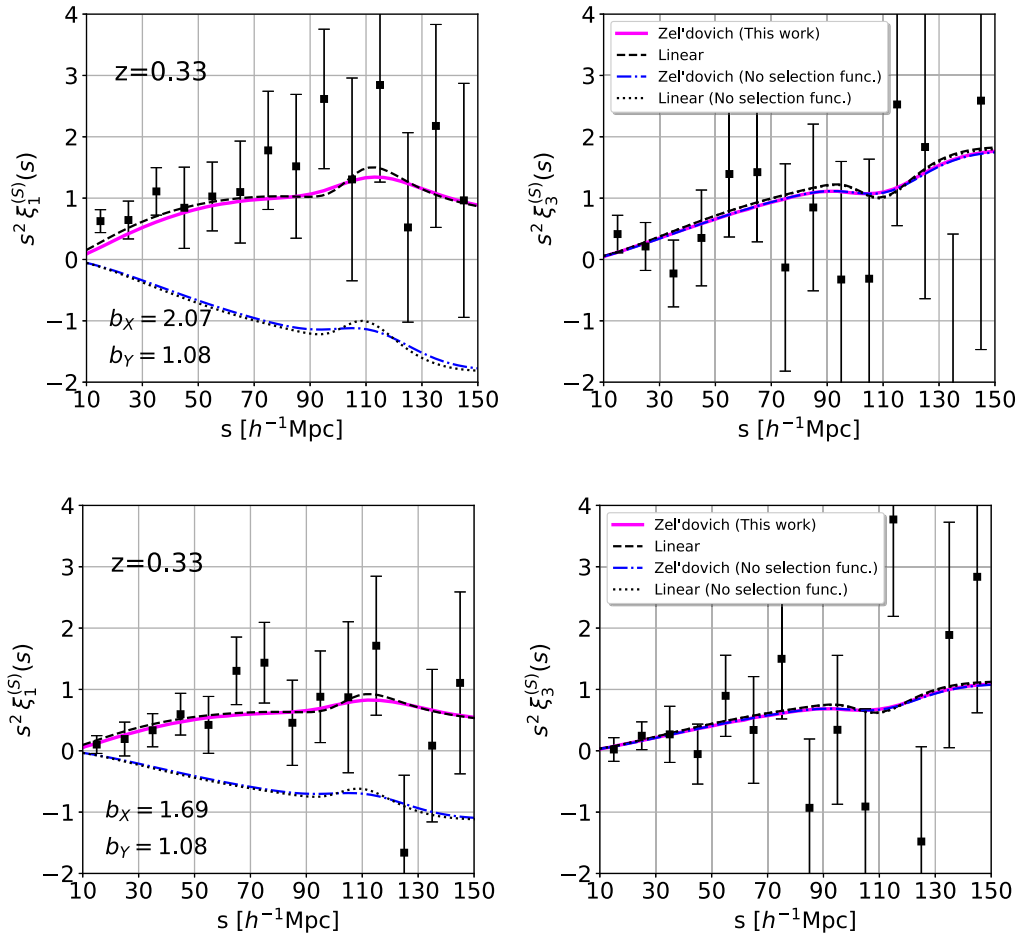 4
3
2
1
0
−1
−2
s² ξ₁⁽ˢ⁾(s)
z=0.33
b_X = 2.07
b_Y = 1.08
10 30 50 70 90 110 130 150
s [h⁻¹Mpc]
4
3
2
1
0
−1
−2
s² ξ₃⁽ˢ⁾(s)
Zel'dovich (This work)
Linear
Zel'dovich (No selection func.)
Linear (No selection func.)
10 30 50 70 90 110 130 150
s [h⁻¹Mpc]
4
3
2
1
0
−1
−2
s² ξ₁⁽ˢ⁾(s)
z=0.33
b_X = 1.69
b_Y = 1.08
10 30 50 70 90 110 130 150
s [h⁻¹Mpc]
4
3
2
1
0
−1
−2
s² ξ₃⁽ˢ⁾(s)
Zel'dovich (This work)
Linear
Zel'dovich (No selection func.)
Linear (No selection func.)
10 30 50 70 90 110 130 150
s [h⁻¹Mpc]